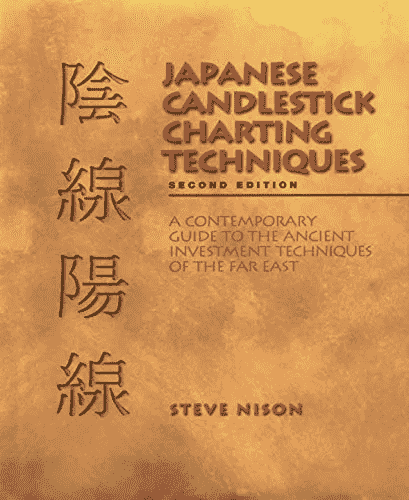 陰線陽線
JAPANESE
CANDLESTICK
CHARTING
TECHNIQUES
SECOND EDITION
A CONTEMPORARY
GUIDE TO THE ANCIENT
INVESTMENT TECHNIQUES
OF THE FAR EAST
STEVE NISON